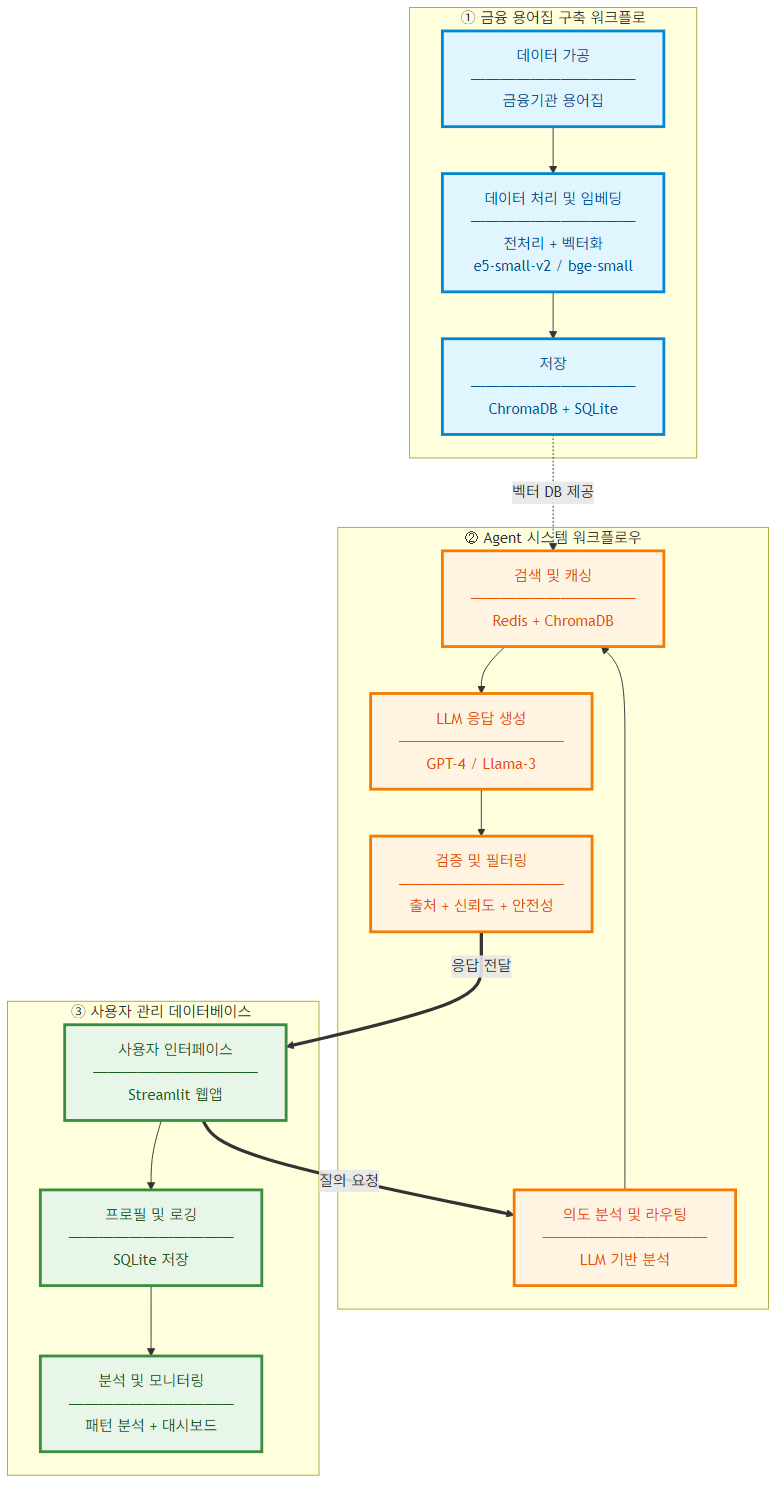 ① 금융 용어집 구축 워크플로
데이터 가공
금융기관 용어집
데이터 처리 및 임베딩
전처리 + 벡터화
e5-small-v2 / bge-small
저장
ChromaDB + SQLite
벡터 DB 제공
② Agent 시스템 워크플로우
검색 및 캐싱
Redis + ChromaDB
LLM 응답 생성
GPT-4 / Llama-3
검증 및 필터링
출처 + 신뢰도 + 안전성
응답 전달
③ 사용자 관리 데이터베이스
사용자 인터페이스
Streamlit 웹앱
질의 요청
프로필 및 로깅
SQLite 저장
의도 분석 및 라우팅
LLM 기반 분석
분석 및 모니터링
패턴 분석 + 대시보드